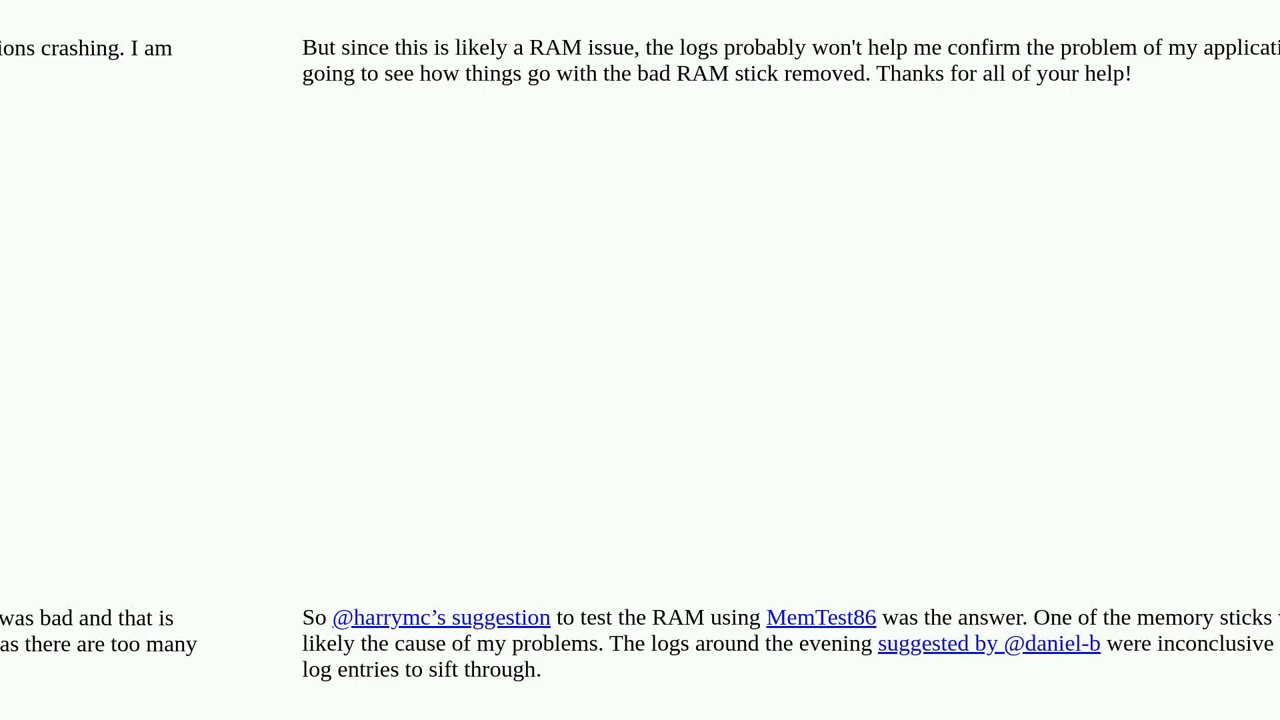 ions crashing. I am
But since this is likely a RAM issue, the logs probably won't help me confirm the problem of my applicati
going to see how things go with the bad RAM stick removed. Thanks for all of your help!
was bad and that is
as there are too many
So @harrymc’s suggestion to test the RAM using MemTest86 was the answer. One of the memory sticks
likely the cause of my problems. The logs around the evening suggested by @daniel-b were inconclusive
log entries to sift through.